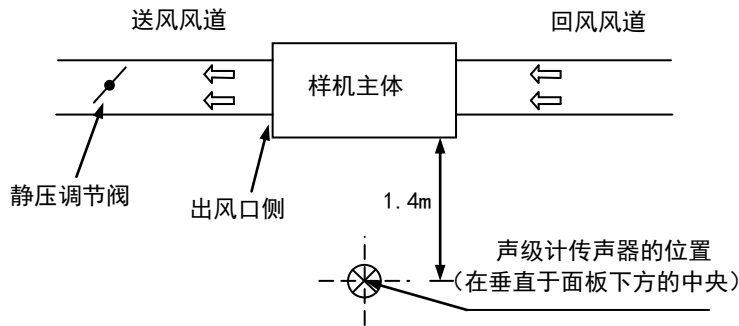 送风风道
回风风道
样机主体
静压调节阀
出风口侧
1.4m
声级计传声器的位置
（在垂直于面板下方的中央）